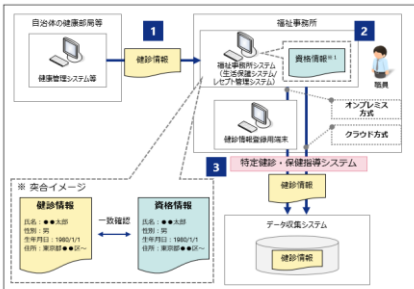 自治体の健康部局等
健康管理システム等
1
健診情報
福祉事務所
福祉事務所システム
(生活保護システム/
レセプト管理システム)
2
資格情報※1
職員
オンプレミス
方式
健診情報登録用端末
クラウド方式
3
特定健診・保健指導システム
健診情報
データ収集システム
健診情報
※ 突合イメージ
健診情報
氏名:●●太郎
性別:男
生年月日:1980/1/1
住所:東京都●●区~
一致確認
資格情報
氏名:●●太郎
性別:男
生年月日:1980/1/1
住所:東京都●●区~